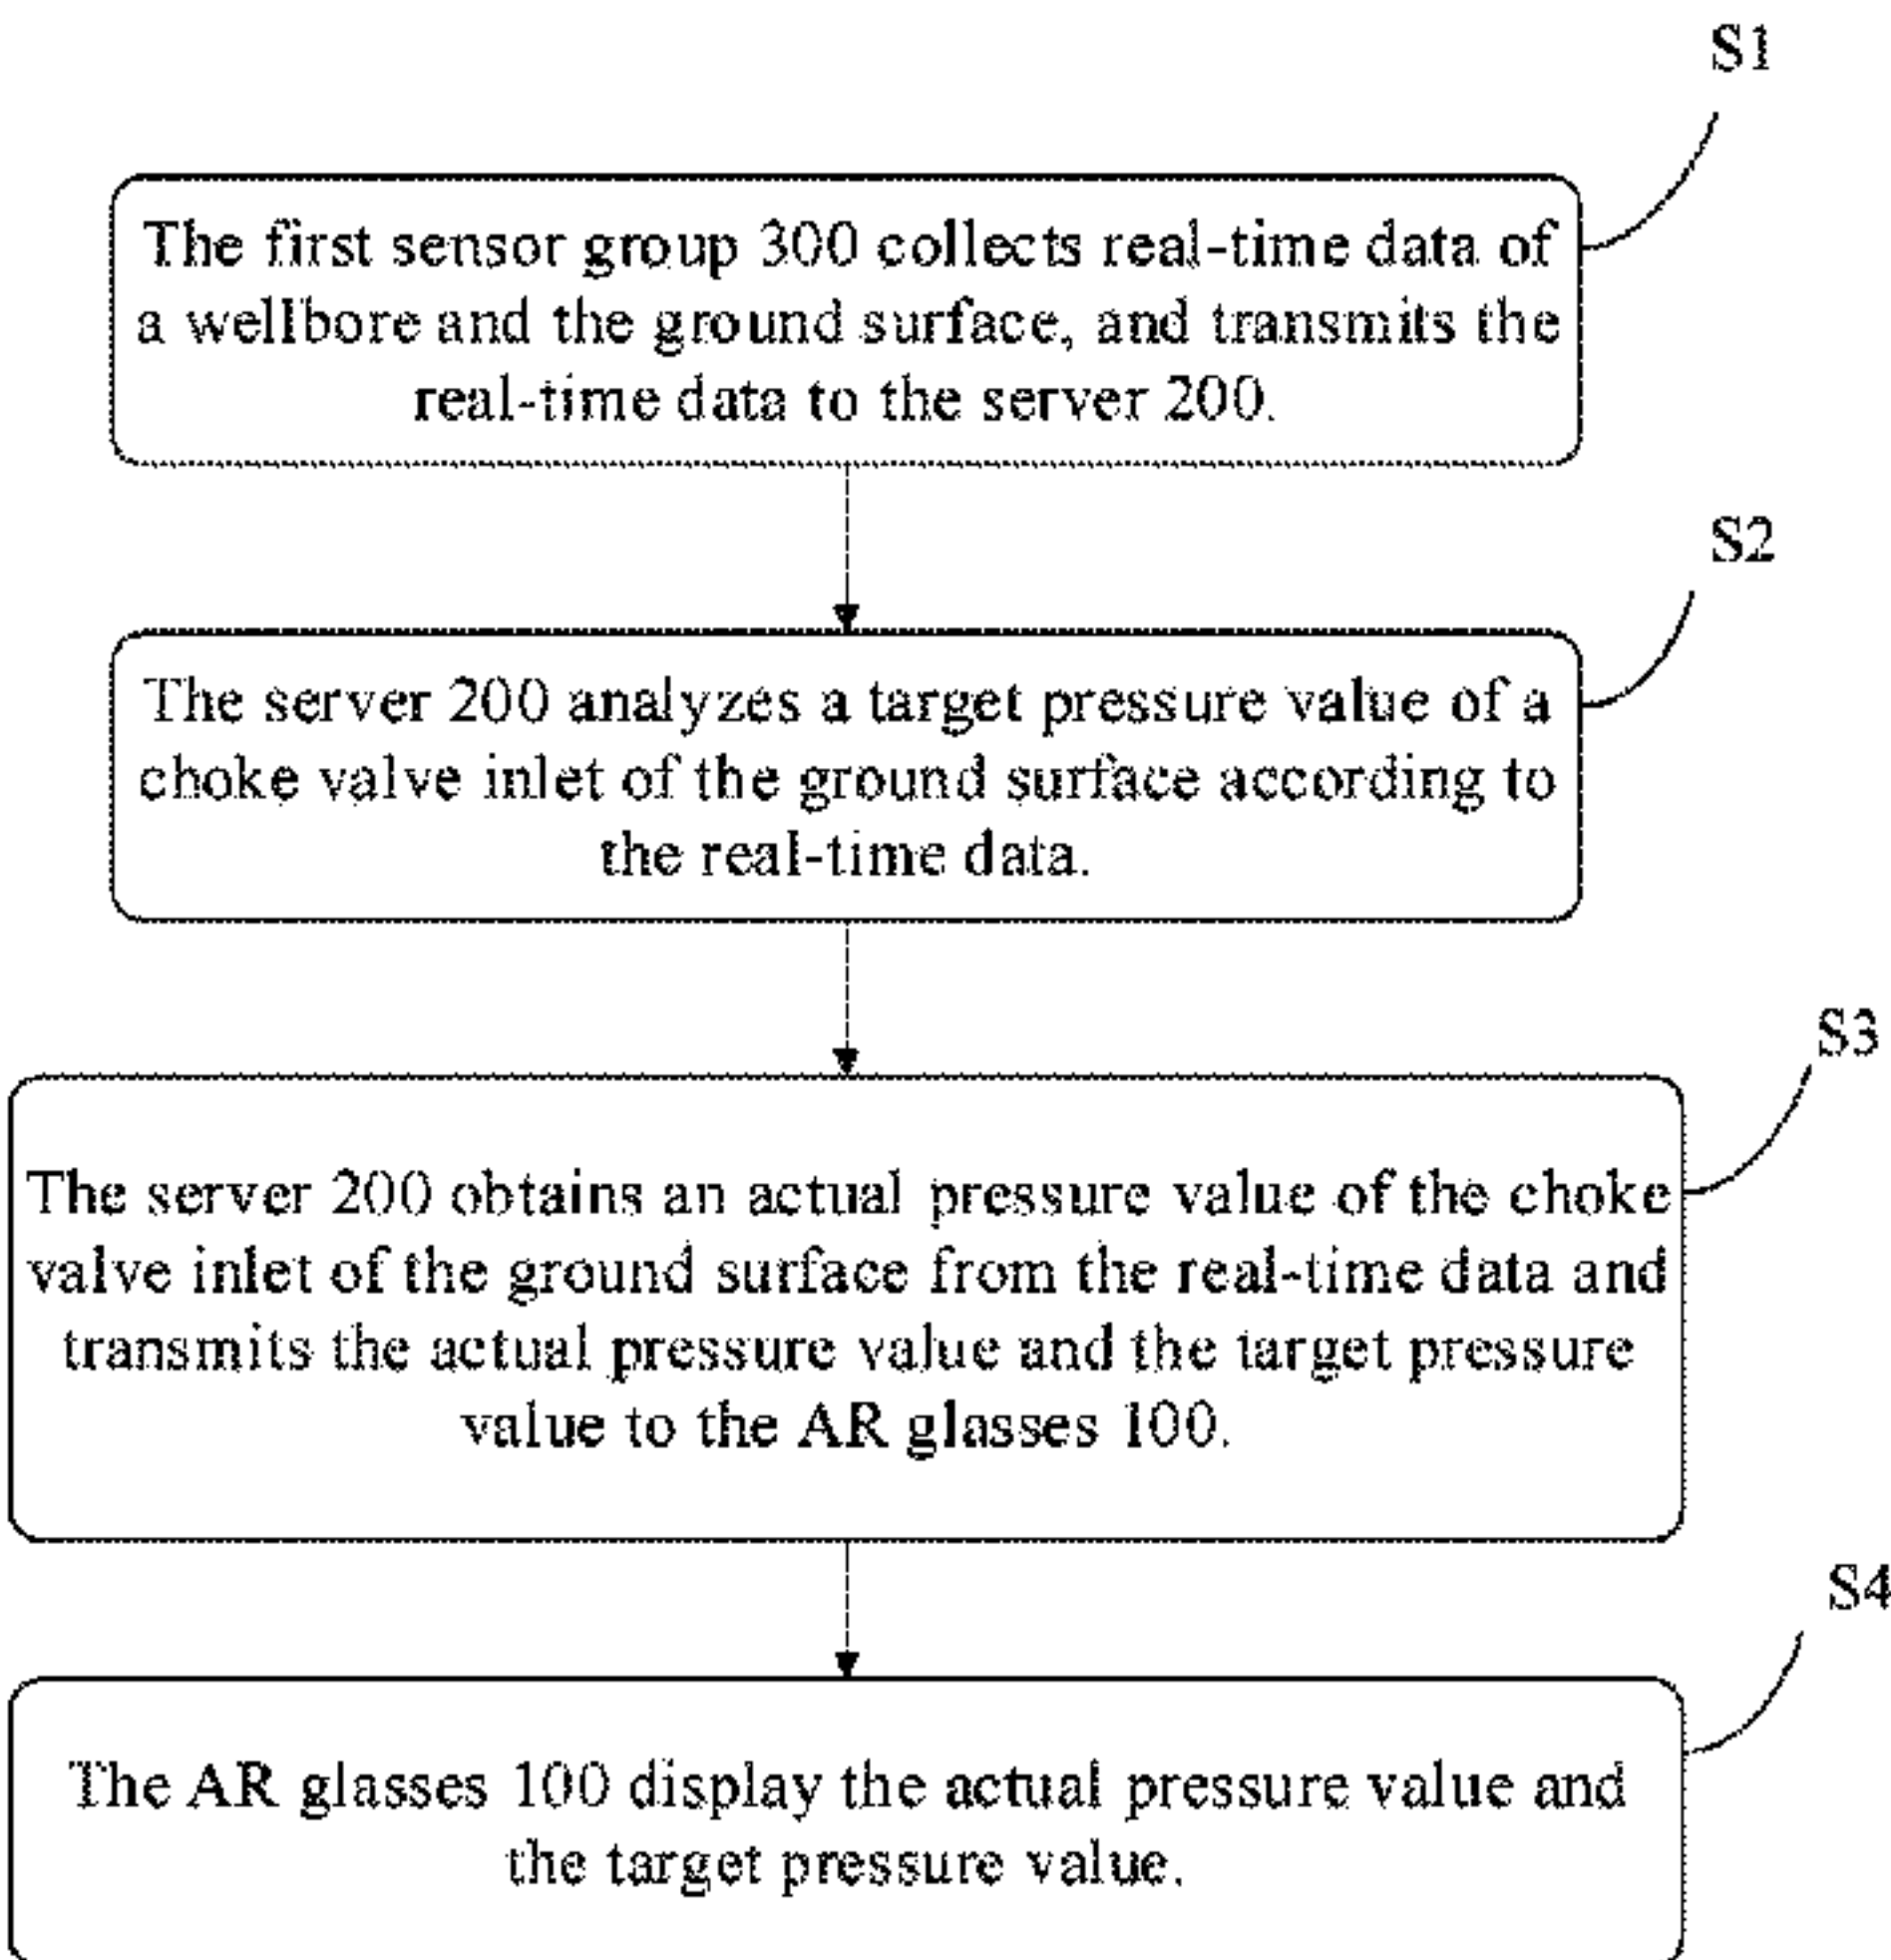 S1
The first sensor group 300 collects real-time data of
a wellbore and the ground surface, and transmits the
real-time data to the server 200.
S2
The server 200 analyzes a target pressure value of a
choke valve inlet of the ground surface according to
the real-time data.
S3
The server 200 obtains an actual pressure value of the choke
valve inlet of the ground surface from the real-time data and
transmits the actual pressure value and the target pressure
value to the AR glasses 100.
S4
The AR glasses 100 display the actual pressure value and
the target pressure value.